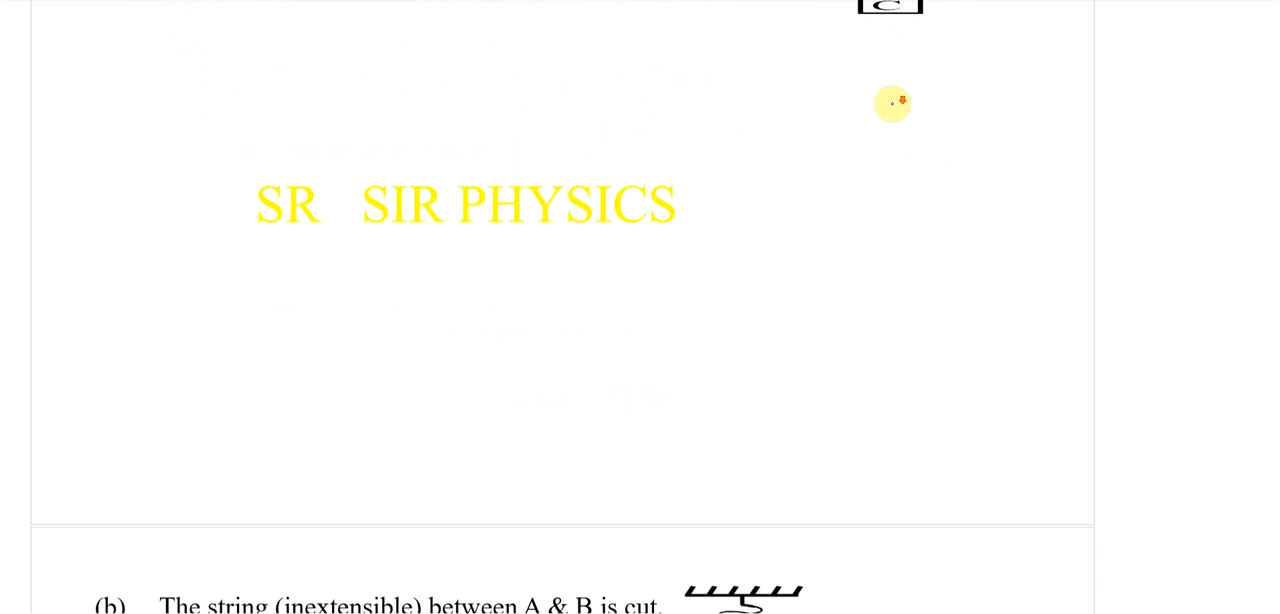 C
SR SIR PHYSICS
(b) The string (inextensible) between A & B is cut.